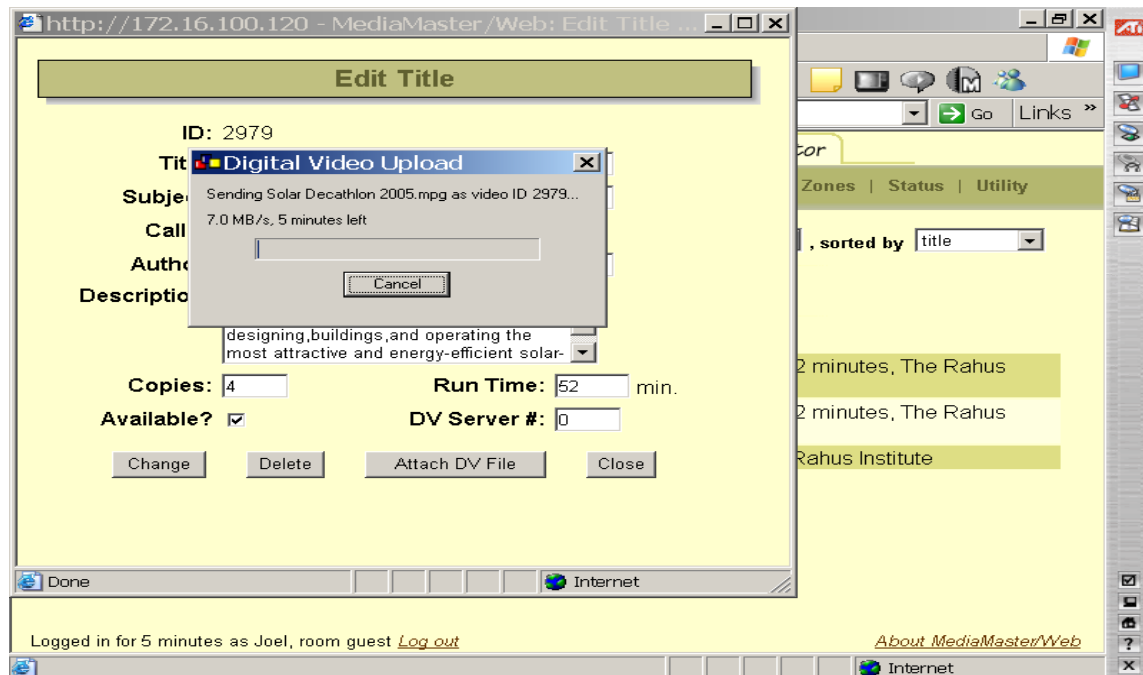 http://172.16.100.120 - MediaMaster/Web: Edit Title ...
Edit Title
ID: 2979
Tit
Digital Video Upload
Sending Solar Decathlon 2005.mpg as video ID 2979...
7.0 MB/s, 5 minutes left
Cancel
Subje
Call
Autho
Descriptio
designing,buildings,and operating the
most attractive and energy-efficient solar-
Copies: 4
Run Time: 52 min.
Available?
DV Server #: 0
Change
Delete
Attach DV File
Close
Done
Internet
Go
Links »
tor
Zones | Status | Utility
, sorted by title
2 minutes, The Rahus
2 minutes, The Rahus
Rahus Institute
Logged in for 5 minutes as Joel, room guest Log out
About MediaMaster/Web
Internet
ATI